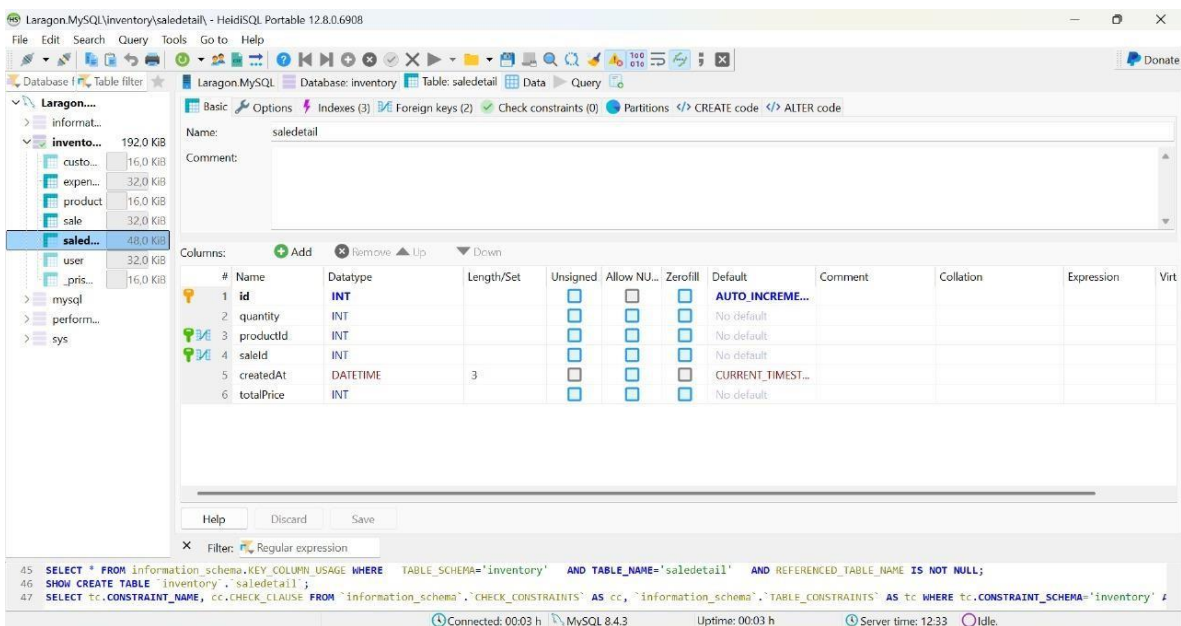 Laragon.MySQL\inventory\saledetail\ - HeidiSQL Portable 12.8.0.6908
File Edit Search Query Tools Go to Help
Donate
Database f Table filter Laragon.MySQL Database: inventory Table: saledetail Data Query
Laragon....
informat...
invento... 192,0 KiB
custo... 16,0 KiB
expen... 32,0 KiB
product 16,0 KiB
sale 32,0 KiB
saled... 48,0 KiB
user 32,0 KiB
_pris... 16,0 KiB
mysql
perform...
sys
Basic Options Indexes (3) Foreign keys (2) Check constraints (0) Partitions CREATE code ALTER code
Name: saledetail
Comment:
Columns: Add Remove Up Down
# Name Datatype Length/Set Unsigned Allow NU... Zerofill Default Comment Collation Expression Virt
1 id INT AUTO_INCREME...
2 quantity INT No default
3 productId INT No default
4 saleId INT No default
5 createdAt DATETIME 3 CURRENT_TIMEST...
6 totalPrice INT No default
Help Discard Save
Filter: Regular expression
45 SELECT * FROM information_schema.KEY_COLUMN_USAGE WHERE TABLE_SCHEMA='inventory' AND TABLE_NAME='saledetail' AND REFERENCED_TABLE_NAME IS NOT NULL;
46 SHOW CREATE TABLE `inventory`.`saledetail`;
47 SELECT tc.CONSTRAINT_NAME, cc.CHECK_CLAUSE FROM `information_schema`.`CHECK_CONSTRAINTS` AS cc, `information_schema`.`TABLE_CONSTRAINTS` AS tc WHERE tc.CONSTRAINT_SCHEMA='inventory'
Connected: 00:03 h MySQL 8.4.3 Uptime: 00:03 h Server time: 12:33 Idle.